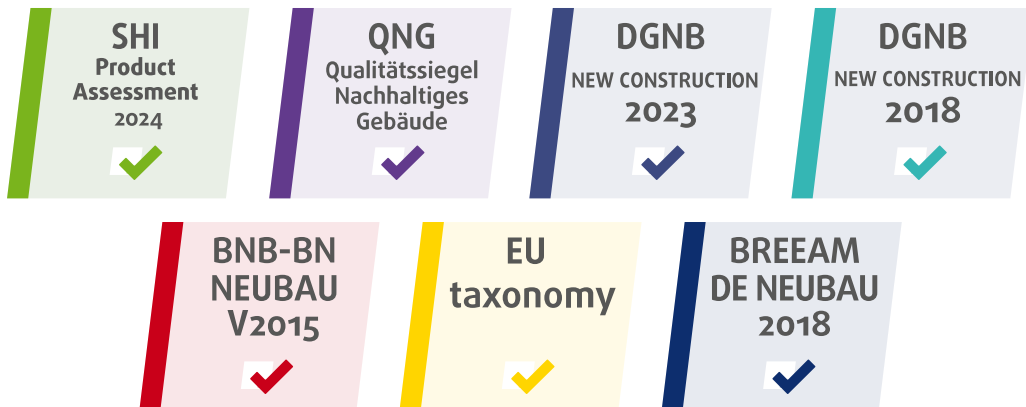 SHI
Product
Assessment
2024
QNG
Qualitätssiegel
Nachhaltiges
Gebäude
DGNB
NEW CONSTRUCTION
2023
DGNB
NEW CONSTRUCTION
2018
BNB-BN
NEUBAU
V2015
EU
taxonomy
BREEAM
DE NEUBAU
2018